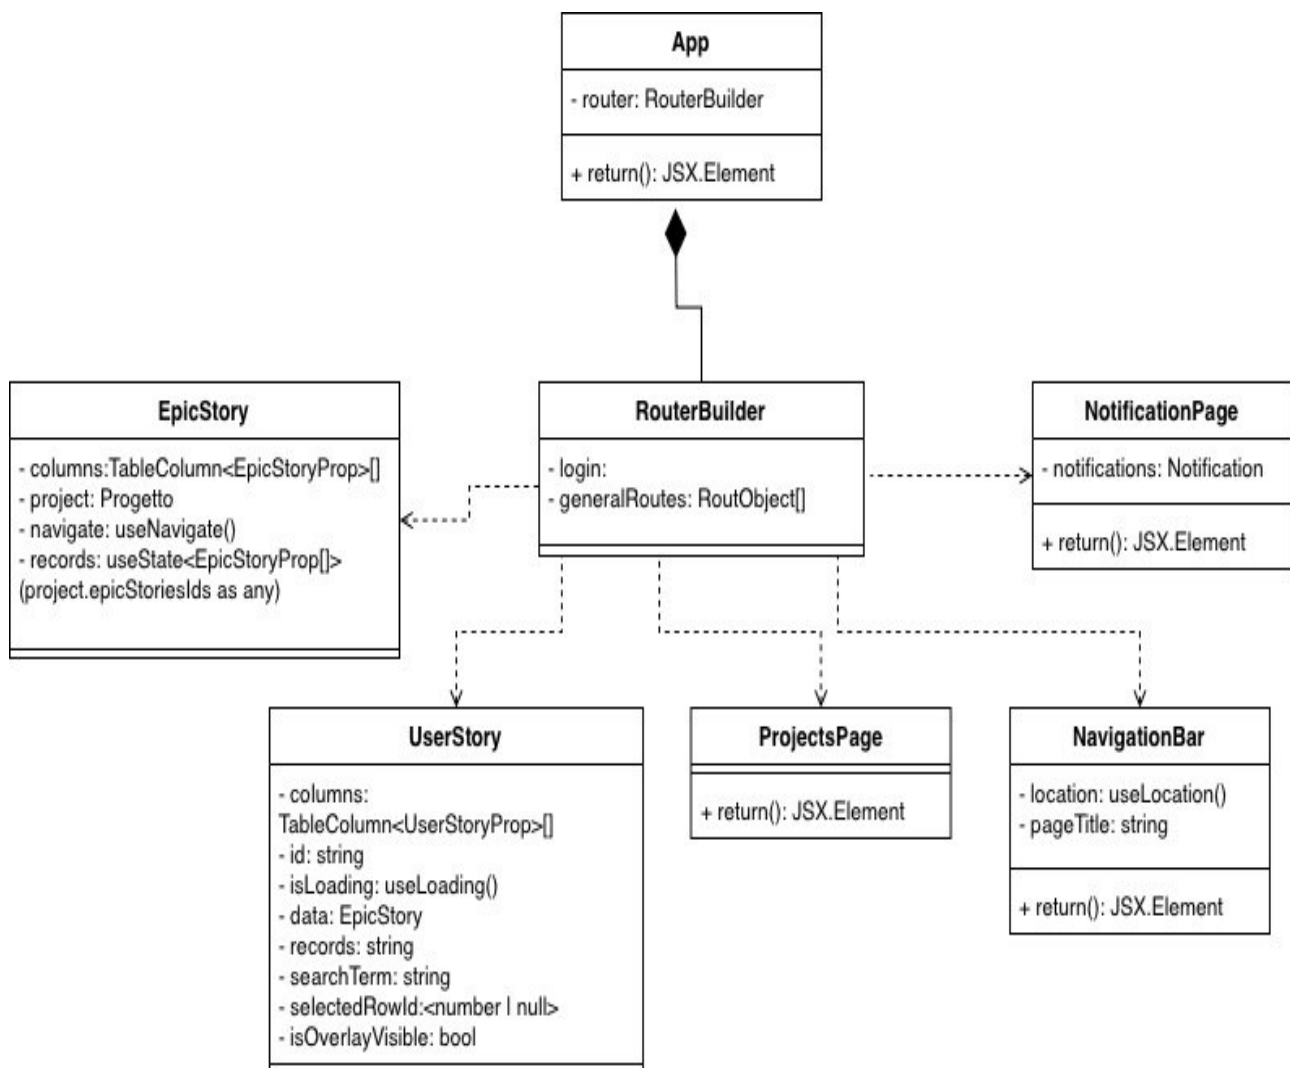 App
- router: RouterBuilder
+ return(): JSX.Element
EpicStory
- columns:TableColumn<EpicStoryProp>[]
- project: Progetto
- navigate: useNavigate()
- records: useState<EpicStoryProp[]>
(project.epicStoriesIds as any)
RouterBuilder
- login:
- generalRoutes: RoutObject[]
NotificationPage
- notifications: Notification
+ return(): JSX.Element
UserStory
- columns:
TableColumn<UserStoryProp>[]
- id: string
- isLoading: useLoading()
- data: EpicStory
- records: string
- searchTerm: string
- selectedRowId:<number | null>
- isOverlayVisible: bool
ProjectsPage
+ return(): JSX.Element
NavigationBar
- location: useLocation()
- pageTitle: string
+ return(): JSX.Element